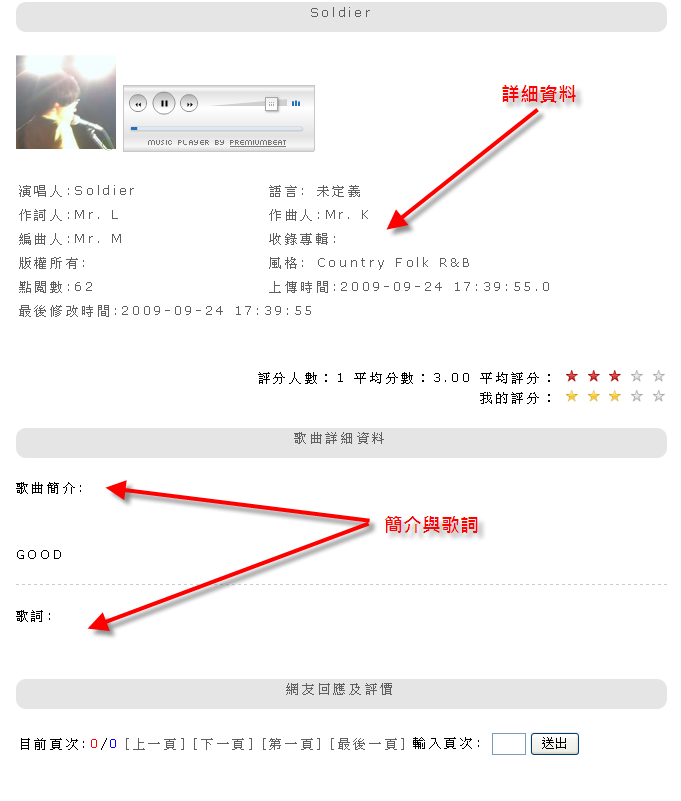 Soldier
詳細資料
MUSIC PLAYER BY PREMIUMBEAT
演唱人:Soldier 語言: 未定義
作詞人:Mr. L 作曲人:Mr. K
編曲人:Mr. M 收錄專輯:
版權所有: 風格: Country Folk R&B
點閱數:62 上傳時間:2009-09-24 17:39:55.0
最後修改時間:2009-09-24 17:39:55
評分人數：1 平均分數：3.00 平均評分：
我的評分：
歌曲詳細資料
歌曲簡介:
簡介與歌詞
GOOD
歌詞:
網友回應及評價
目前頁次:0/0 [上一頁] [下一頁] [第一頁] [最後一頁] 輸入頁次: 送出